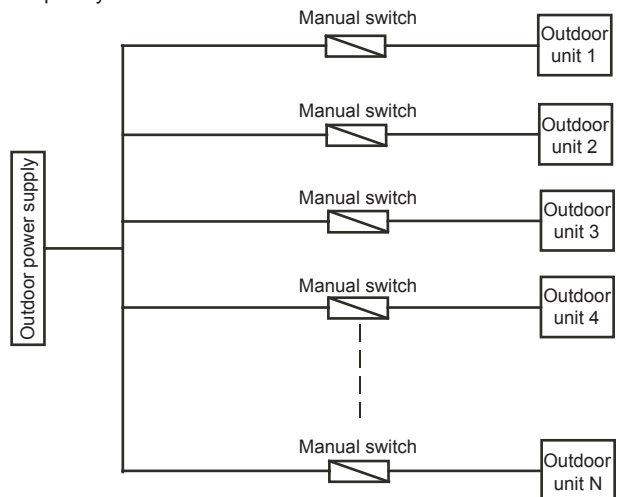 Manual switch
Outdoor
unit 1
Manual switch
Outdoor
unit 2
Outdoor power supply
Manual switch
Outdoor
unit 3
Manual switch
Outdoor
unit 4
Manual switch
Outdoor
unit N